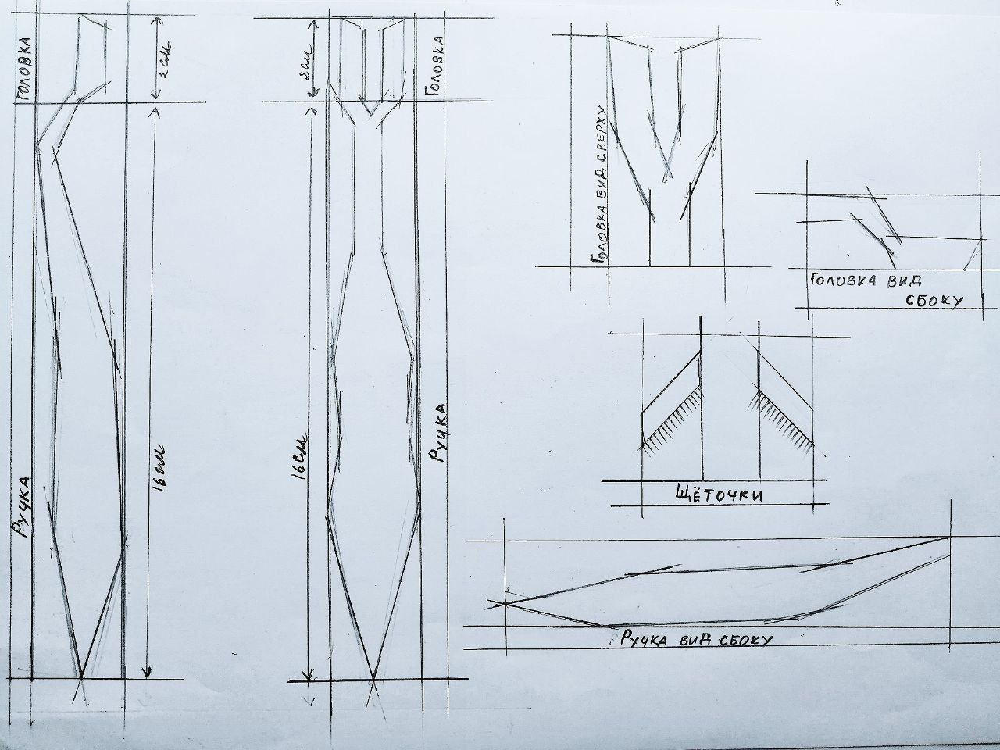 Головка
2см
16см
Ручка
2см
Головка
16см
Ручка
Головка вид сверху
Головка вид
сбоку
Щёточки
Ручка вид сбоку